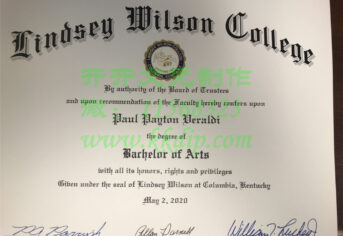 Lindsey Wilson College
By authority of the Board of Trustees
and upon recommendation of the Faculty hereby confers upon
Paul Payton Veraldi
the degree of
Bachelor of Arts
with all its honors, rights and privileges
Given under the seal of Lindsey Wilson at Columbia, Kentucky
May 2, 2020